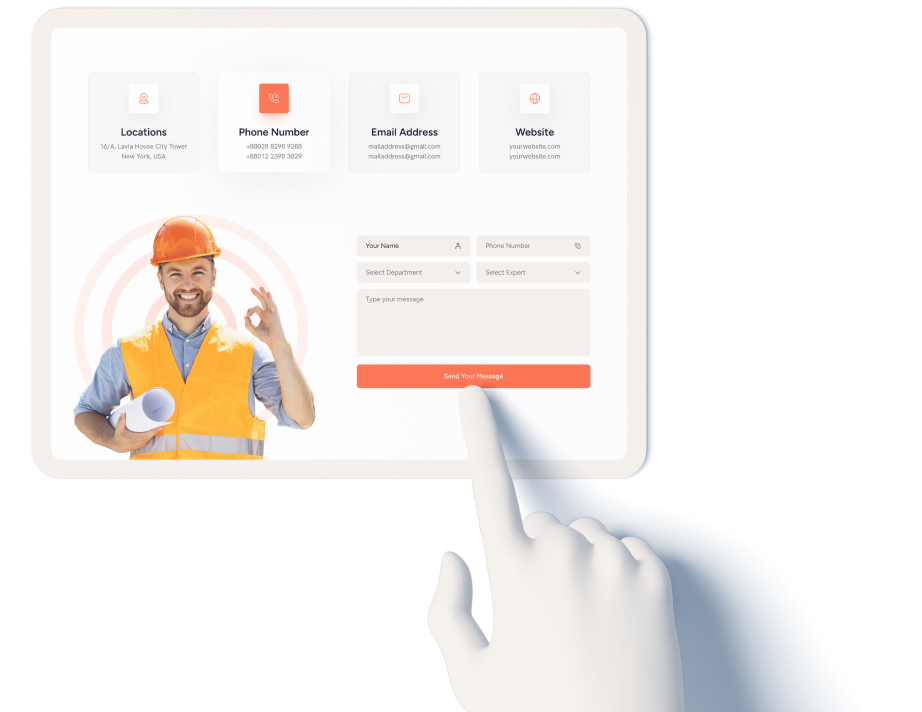 Locations
16/A, Lavia House City Tower
New York, USA
Phone Number
+88028 8290 9288
+88012 2390 3829
Email Address
mailaddress@gmail.com
mailaddress@gmail.com
Website
yourwebsite.com
yourwebsite.com
Your Name
Phone Number
Select Department
Select Expert
Type your message
Send Your Message